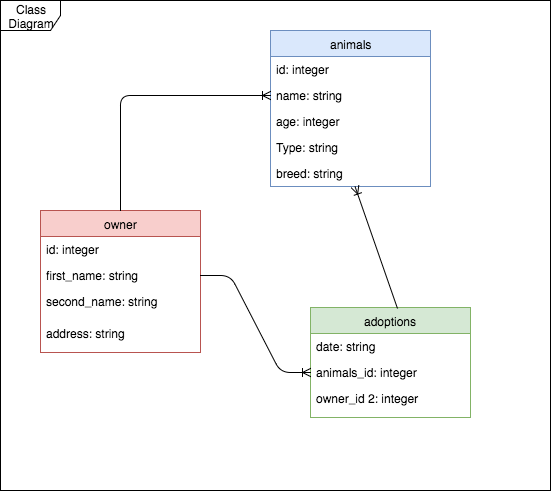 Class
Diagram
animals
id: integer
name: string
age: integer
Type: string
breed: string
owner
id: integer
first_name: string
second_name: string
address: string
adoptions
date: string
animals_id: integer
owner_id 2: integer